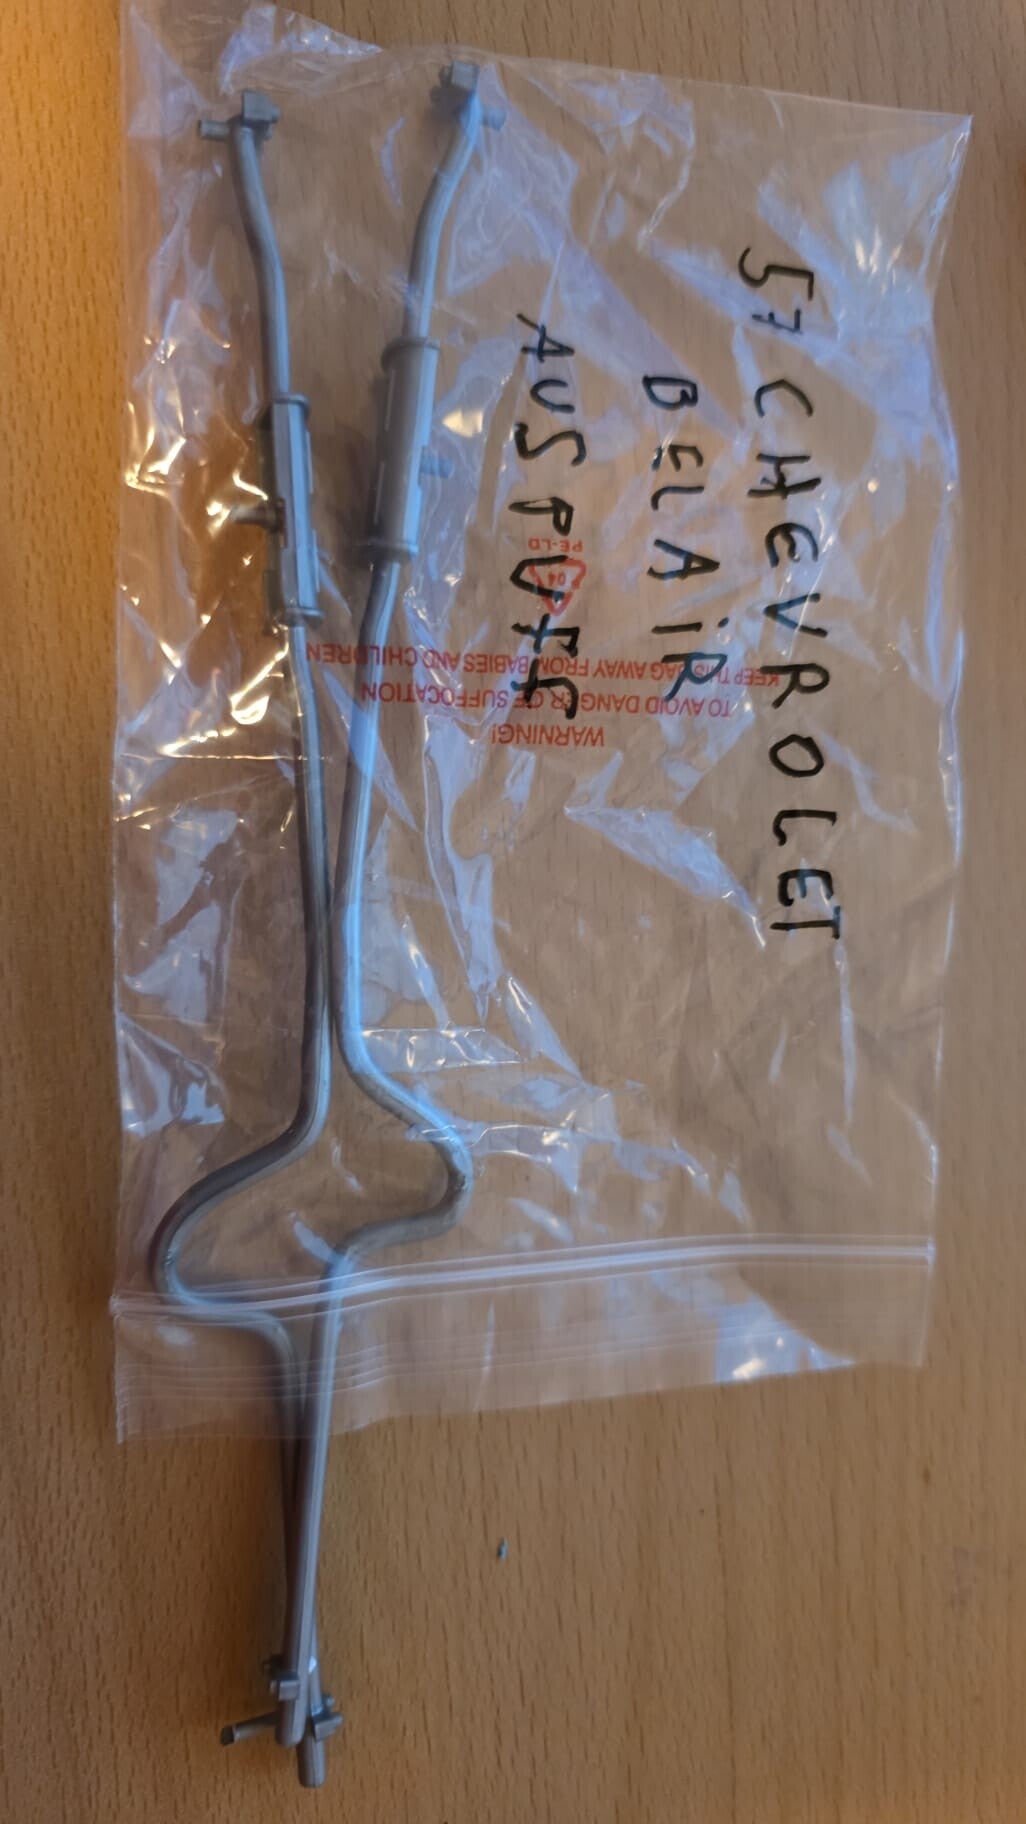 57 CHEVROLET
BELAiR
AUSPUFF
WARNING!
TO AVOID DANGER OF SUFFOCATION
KEEP THIS BAG AWAY FROM BABIES AND CHILDREN
04
PE-LD